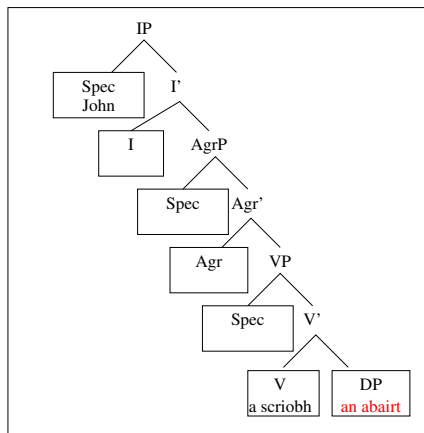 IP
Spec
John
I'
I
AgrP
Spec
Agr'
Agr
VP
Spec
V'
V
a scriobh
DP
an abairt